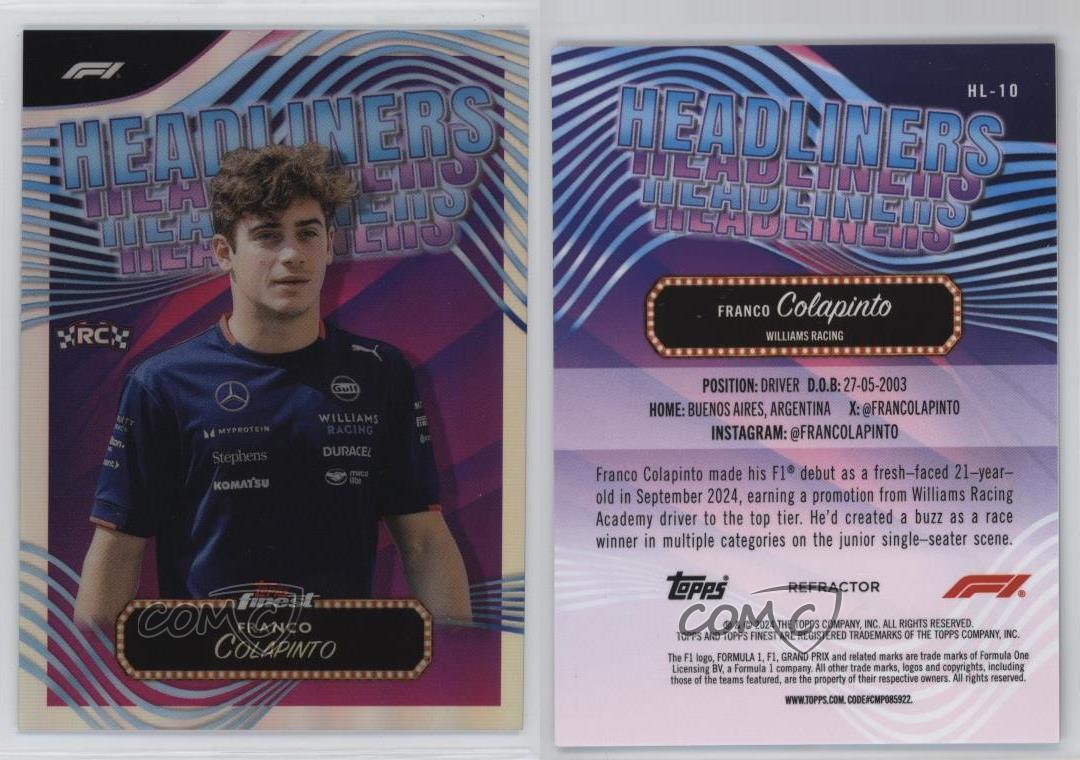 F1
HEADLINERS
HEADLINERS
HEADLINERS
HEADLINERS
RC
Gulf
WILLIAMS
RACING
MYPROTEIN
DURACELL
Stephens
KOMATSU
Topps
finest
COMC
FRANCO
COLAPINTO
HL-10
HEADLINERS
HEADLINERS
HEADLINERS
HEADLINERS
FRANCO Colapinto
WILLIAMS RACING
POSITION: DRIVER D.O.B: 27-05-2003
HOME: BUENOS AIRES, ARGENTINA X: @FRANCOLAPINTO
INSTAGRAM: @FRANCOLAPINTO
Franco Colapinto made his F1® debut as a fresh-faced 21-year-
old in September 2024, earning a promotion from Williams Racing
Academy driver to the top tier. He'd created a buzz as a race
winner in multiple categories on the junior single-seater scene.
Topps REFRACTOR F1®
COMC
® & © 2024 THE TOPPS COMPANY, INC. ALL RIGHTS RESERVED.
TOPPS AND TOPPS FINEST ARE REGISTERED TRADEMARKS OF THE TOPPS COMPANY, INC.
The F1 logo, FORMULA 1, F1, GRAND PRIX and related marks are trade marks of Formula One
Licensing BV, a Formula 1 company. All other trade marks, logos and copyrights, including
those of the teams featured, are the property of their respective owners. All rights reserved.
WWW.TOPPS.COM. CODE#CMP085922.